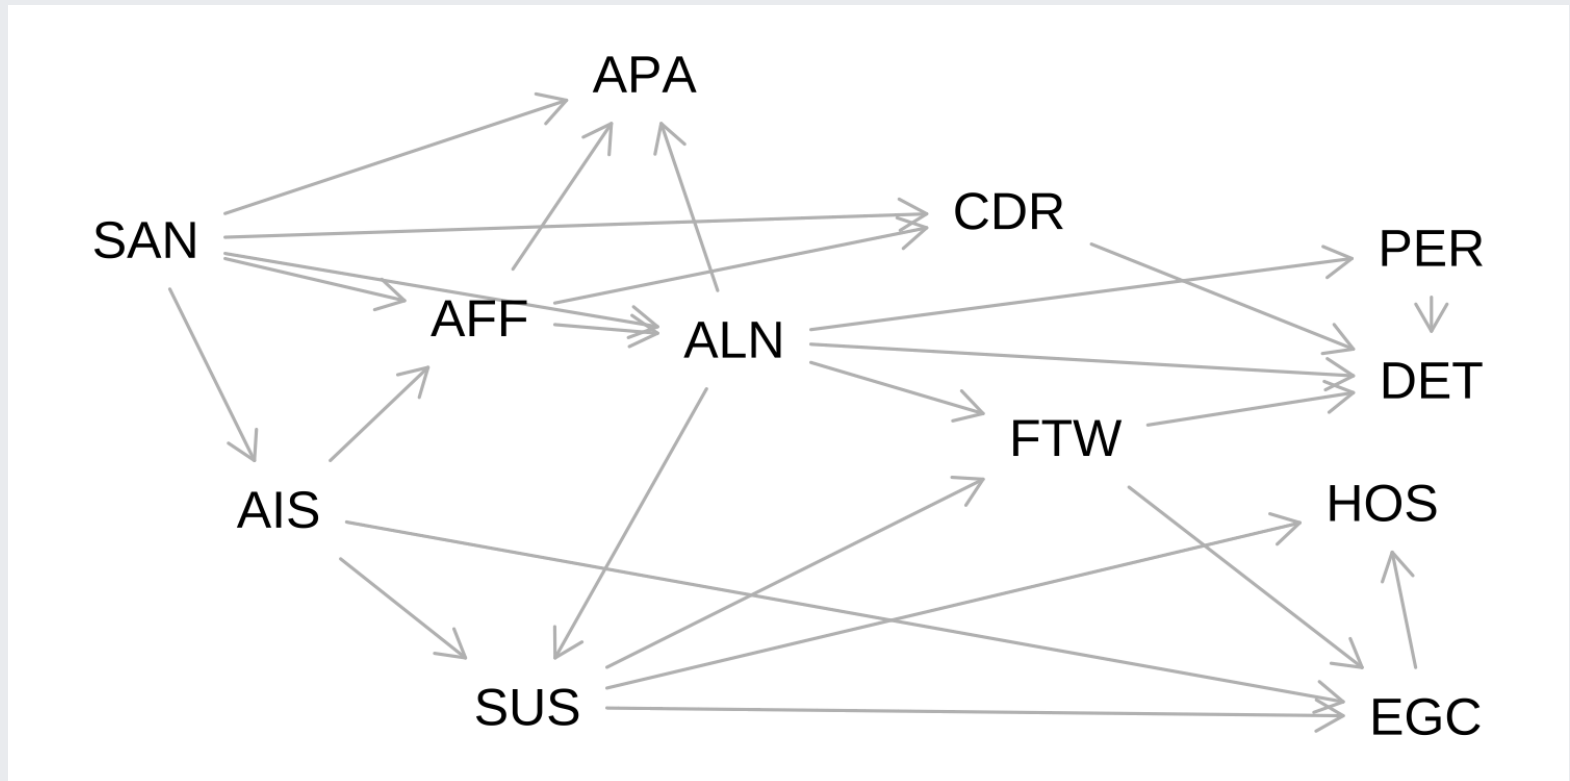 APA
CDR
SAN
PER
AFF
ALN
DET
FTW
HOS
AIS
SUS
EGC